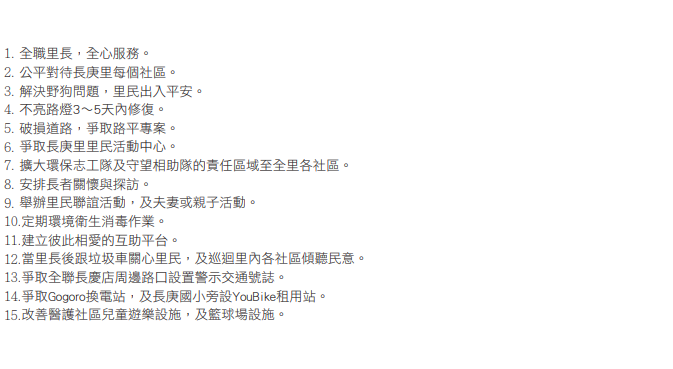 1. 全職里長，全心服務。
2. 公平對待長庚里每個社區。
3. 解決野狗問題，里民出入平安。
4. 不亮路燈3～5天內修復。
5. 破損道路，爭取路平專案。
6. 爭取長庚里里民活動中心。
7. 擴大環保志工隊及守望相助隊的責任區域至全里各社區。
8. 安排長者關懷與探訪。
9. 舉辦里民聯誼活動，及夫妻或親子活動。
10.定期環境衛生消毒作業。
11.建立彼此相愛的互助平台。
12.當里長後跟垃圾車關心里民，及巡迴里內各社區傾聽民意。
13.爭取全聯長慶店周邊路口設置警示交通號誌。
14.爭取Gogoro換電站，及長庚國小旁設YouBike租用站。
15.改善醫護社區兒童遊樂設施，及籃球場設施。